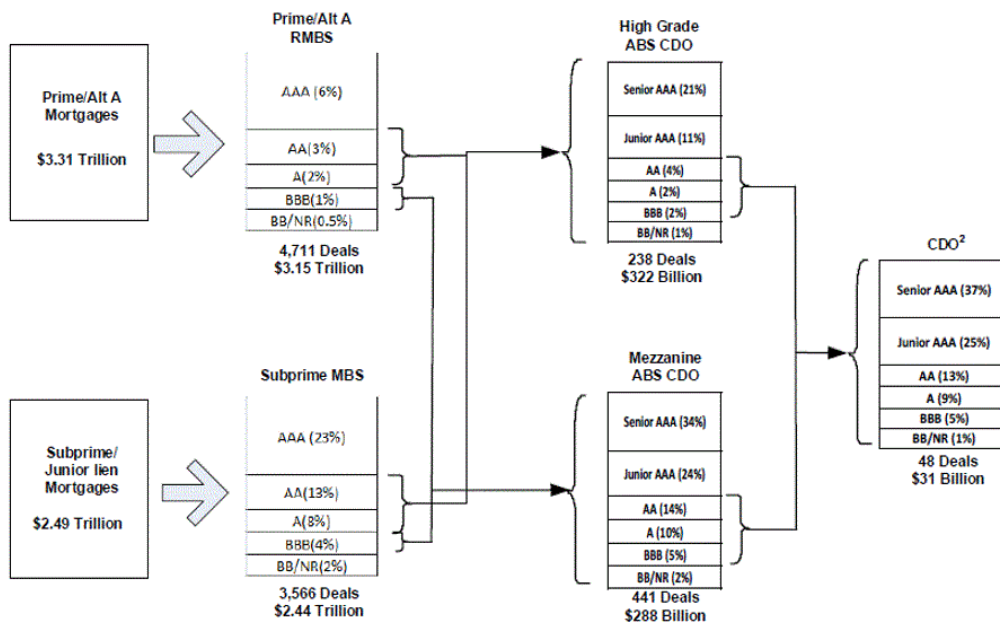 Prime/Alt A
Mortgages
$3.31 Trillion
Prime/Alt A
RMBS
AAA (6%)
AA(3%)
A(2%)
BBB(1%)
BB/NR(0.5%)
4,711 Deals
$3.15 Trillion
High Grade
ABS CDO
Senior AAA (21%)
Junior AAA (11%)
AA (4%)
A (2%)
BBB (2%)
BB/NR (1%)
238 Deals
$322 Billion
Subprime/
Junior lien
Mortgages
$2.49 Trillion
Subprime MBS
AAA (23%)
AA(13%)
A(8%)
BBB(4%)
BB/NR(2%)
3,566 Deals
$2.44 Trillion
Mezzanine
ABS CDO
Senior AAA (34%)
Junior AAA (24%)
AA (14%)
A (10%)
BBB (5%)
BB/NR (2%)
441 Deals
$288 Billion
CDO²
Senior AAA (37%)
Junior AAA (25%)
AA (13%)
A (9%)
BBB (5%)
BB/NR (1%)
48 Deals
$31 Billion